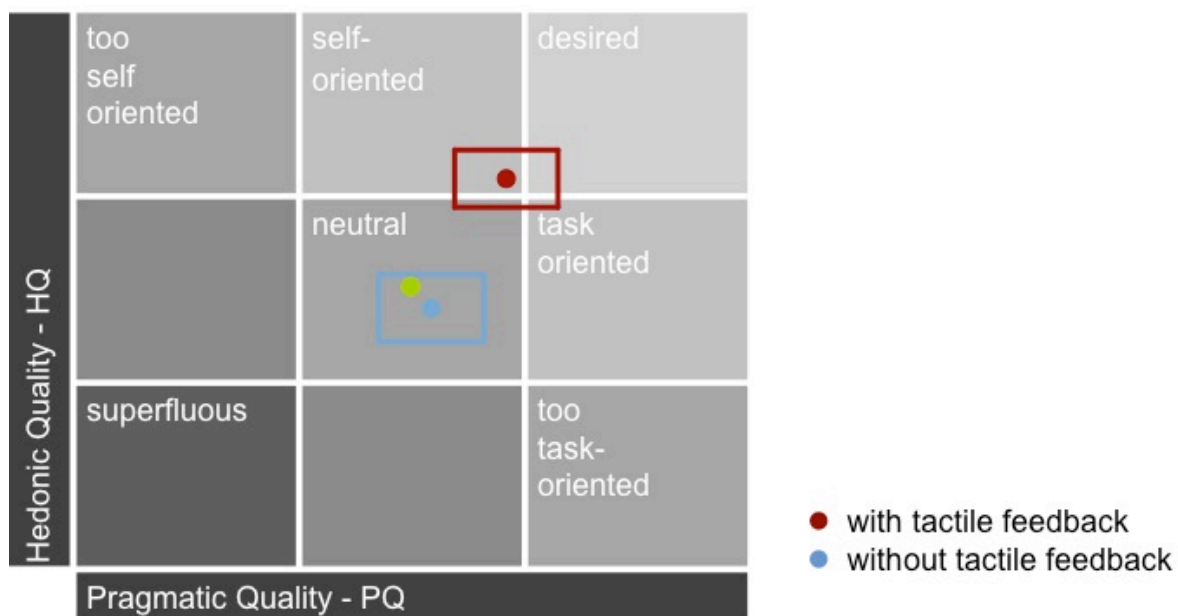 too
self
oriented
self-
oriented
desired
neutral
task
oriented
superfluous
too
task-
oriented
Hedonic Quality - HQ
Pragmatic Quality - PQ
with tactile feedback
without tactile feedback